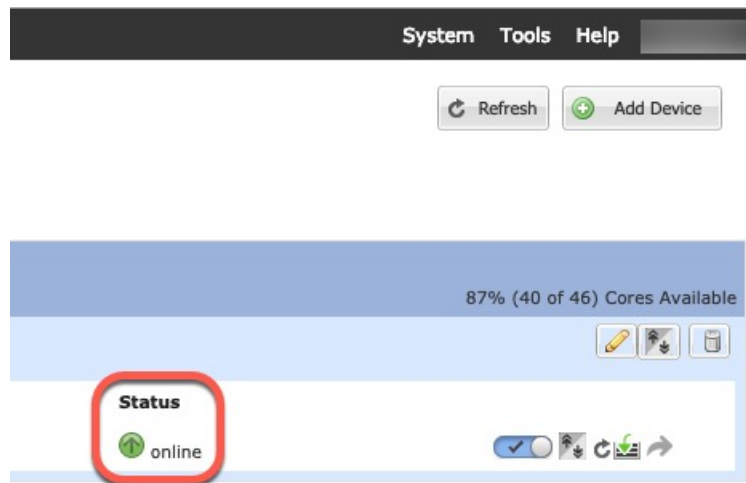 System Tools Help
Refresh Add Device
87% (40 of 46) Cores Available
Status
online